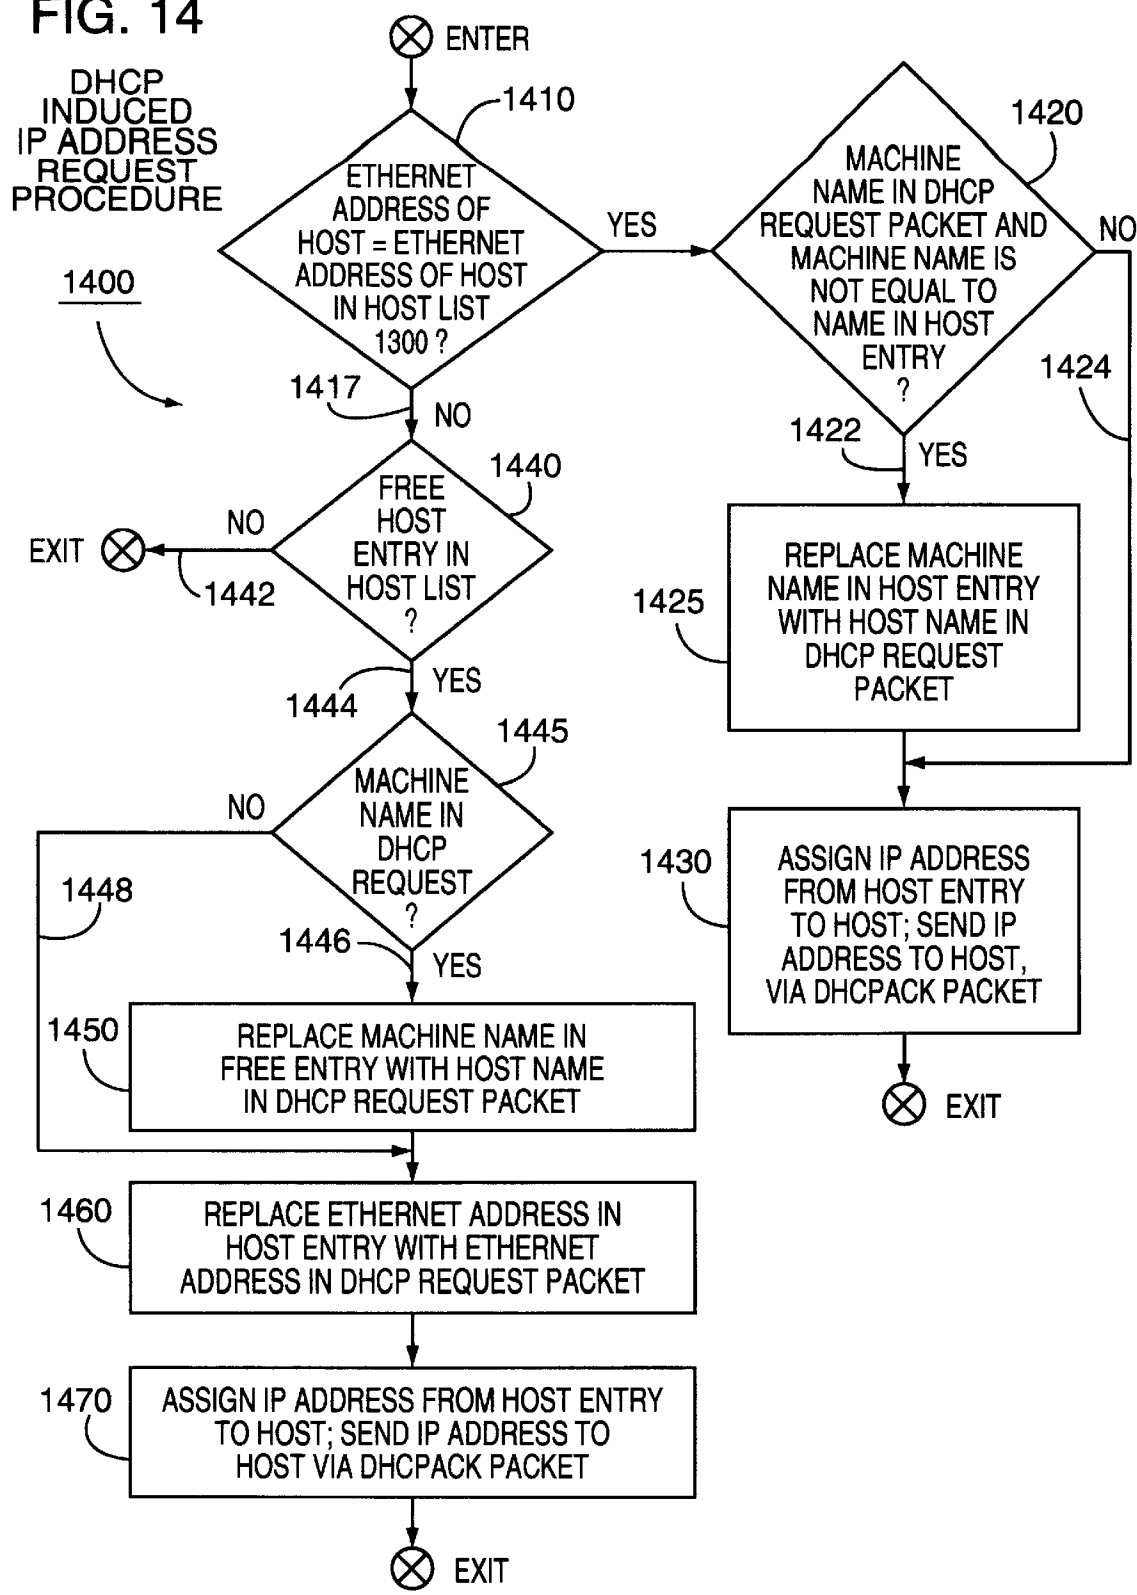 FIG. 14
DHCP
INDUCED
IP ADDRESS
REQUEST
PROCEDURE
1400
ENTER
1410
ETHERNET
ADDRESS OF
HOST = ETHERNET
ADDRESS OF HOST
IN HOST LIST
1300 ?
YES
1417
NO
1420
MACHINE
NAME IN DHCP
REQUEST PACKET AND
MACHINE NAME IS
NOT EQUAL TO
NAME IN HOST
ENTRY
?
NO
1424
1422
YES
1425
REPLACE MACHINE
NAME IN HOST ENTRY
WITH HOST NAME IN
DHCP REQUEST
PACKET
1430
ASSIGN IP ADDRESS
FROM HOST ENTRY
TO HOST; SEND IP
ADDRESS TO HOST,
VIA DHCPACK PACKET
EXIT
1440
FREE
HOST
ENTRY IN
HOST LIST
?
NO
EXIT
1442
1444
YES
1445
MACHINE
NAME IN
DHCP
REQUEST
?
NO
1448
1446
YES
1450
REPLACE MACHINE NAME IN
FREE ENTRY WITH HOST NAME
IN DHCP REQUEST PACKET
1460
REPLACE ETHERNET ADDRESS IN
HOST ENTRY WITH ETHERNET
ADDRESS IN DHCP REQUEST PACKET
1470
ASSIGN IP ADDRESS FROM HOST ENTRY
TO HOST; SEND IP ADDRESS TO
HOST VIA DHCPACK PACKET
EXIT